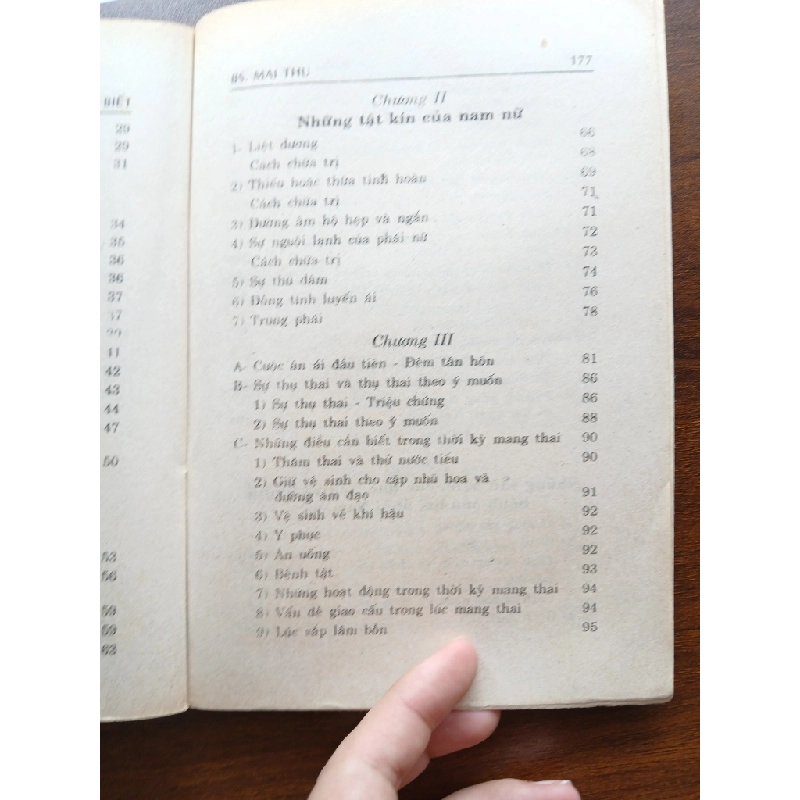 BIẾT
29
29
31
34
35
36
36
37
41
42
43
44
47
50
53
56
59
59
63
BS. MAI THU 177
Chương II
Những tật kín của nam nữ
1- Liệt dương 66
Cách chữa trị 68
2) Thiếu hoặc thừa tinh hoàn 69
Cách chữa trị 71
3) Đường âm hộ hẹp và ngắn 71
4) Sự nguội lạnh của phái nữ 72
Cách chữa trị 73
5) Sự thủ dâm 74
6) Đồng tình luyến ái 76
7) Trung phái 78
Chương III
A- Cuộc ân ái đầu tiên - Đêm tân hôn 81
B- Sự thụ thai và thụ thai theo ý muốn 86
1) Sự thụ thai - Triệu chứng 86
2) Sự thụ thai theo ý muốn 88
C- Những điều cần biết trong thời kỳ mang thai 90
1) Thăm thai và thử nước tiểu 90
2) Giữ vệ sinh cho cặp nhũ hoa và
đường âm đạo 91
3) Vệ sinh về khí hậu 92
4) Y phục 92
5) Ăn uống 92
6) Bệnh tật 93
7) Những hoạt động trong thời kỳ mang thai 94
8) Vấn đề giao cấu trong lúc mang thai 94
9) Lúc sắp lâm bồn 95